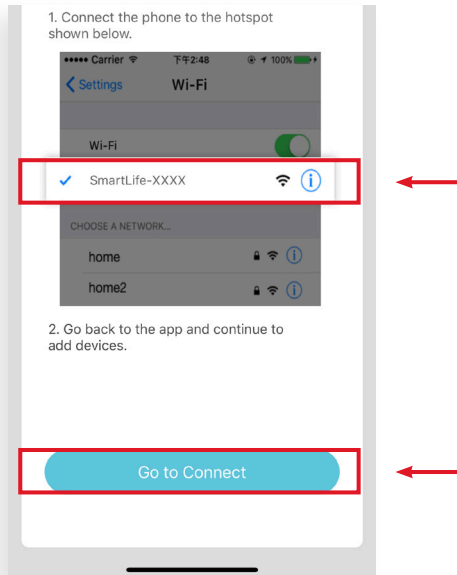 1. Connect the phone to the hotspot
shown below.
Carrier 下午2:48 100%
Settings Wi-Fi
Wi-Fi
SmartLife-XXXX
CHOOSE A NETWORK...
home
home2
2. Go back to the app and continue to
add devices.
Go to Connect